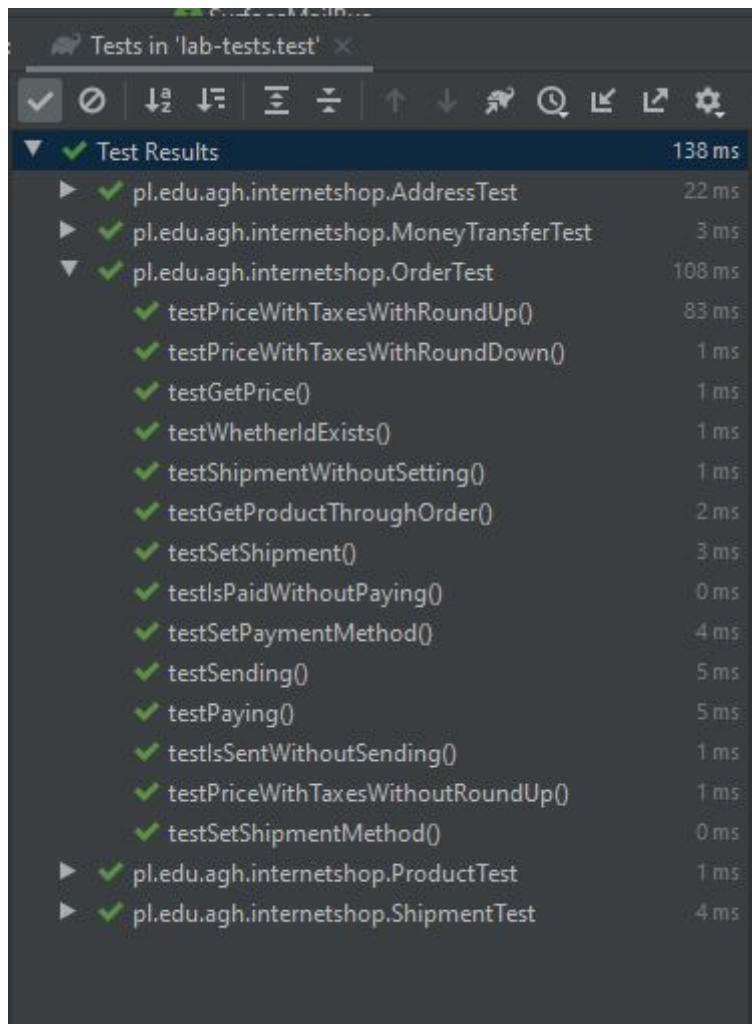 Tests in 'lab-tests.test' ×
Test Results 138 ms
pl.edu.agh.internetshop.AddressTest 22 ms
pl.edu.agh.internetshop.MoneyTransferTest 3 ms
pl.edu.agh.internetshop.OrderTest 108 ms
testPriceWithTaxesWithRoundUp() 83 ms
testPriceWithTaxesWithRoundDown() 1 ms
testGetPrice() 1 ms
testWhetherIdExists() 1 ms
testShipmentWithoutSetting() 1 ms
testGetProductThroughOrder() 2 ms
testSetShipment() 3 ms
testIsPaidWithoutPaying() 0 ms
testSetPaymentMethod() 4 ms
testSending() 5 ms
testPaying() 5 ms
testIsSentWithoutSending() 1 ms
testPriceWithTaxesWithoutRoundUp() 1 ms
testSetShipmentMethod() 0 ms
pl.edu.agh.internetshop.ProductTest 1 ms
pl.edu.agh.internetshop.ShipmentTest 4 ms